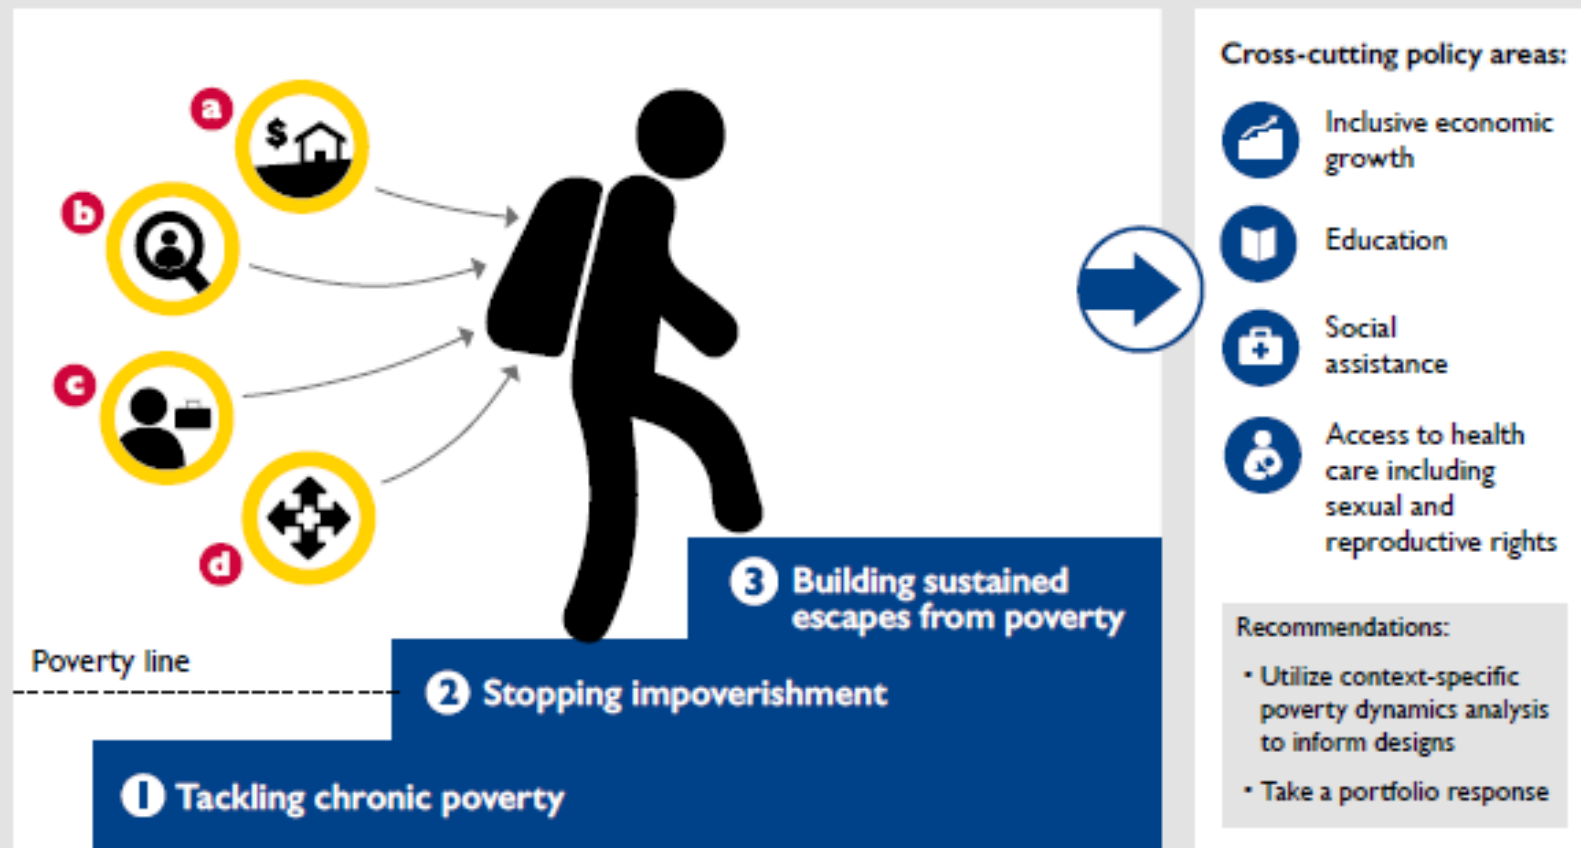 a
$
b
c
d
Poverty line
3 Building sustained
escapes from poverty
2 Stopping impoverishment
1 Tackling chronic poverty
Cross-cutting policy areas:
Inclusive economic
growth
Education
Social
assistance
Access to health
care including
sexual and
reproductive rights
Recommendations:
• Utilize context-specific
poverty dynamics analysis
to inform designs
• Take a portfolio response